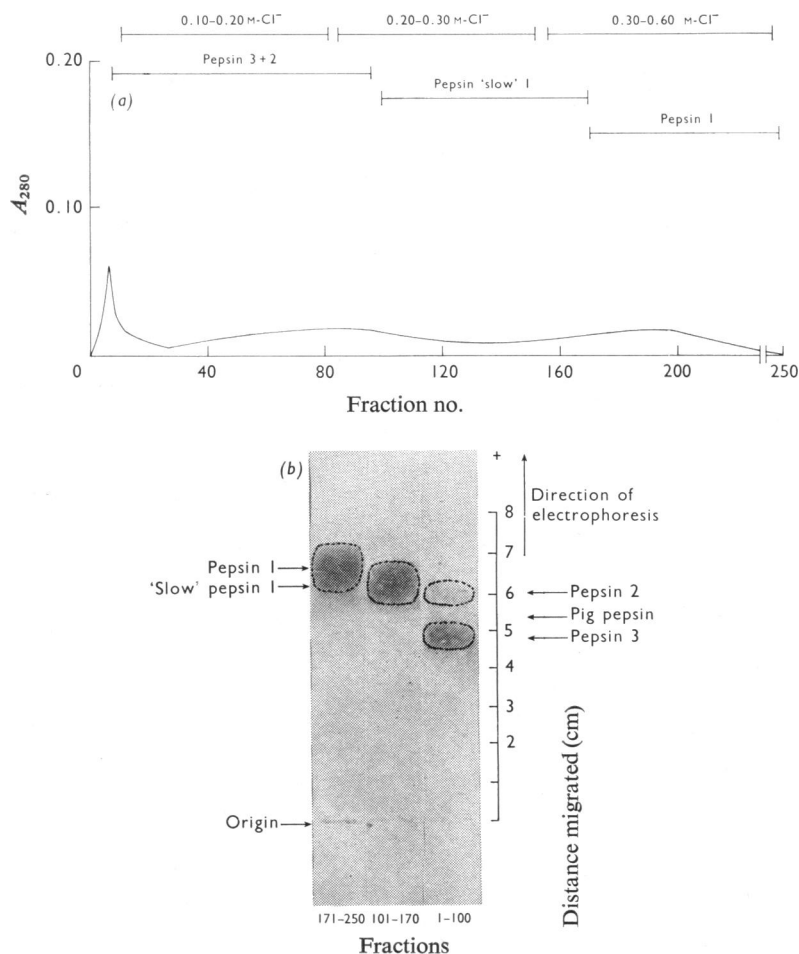 0.10–0.20 M-Cl⁻ 0.20–0.30 M-Cl⁻ 0.30–0.60 M-Cl⁻
Pepsin 3+2
Pepsin ‘slow’ 1
Pepsin 1
(a)
0.20
0.10
0
A₂₈₀
40 80 120 160 200 250
Fraction no.
(b)
+
Direction of
electrophoresis
8
7
6
5
4
3
2
Pepsin 1
‘Slow’ pepsin 1
Pepsin 2
Pig pepsin
Pepsin 3
Origin
Distance migrated (cm)
171–250 101–170 1–100
Fractions